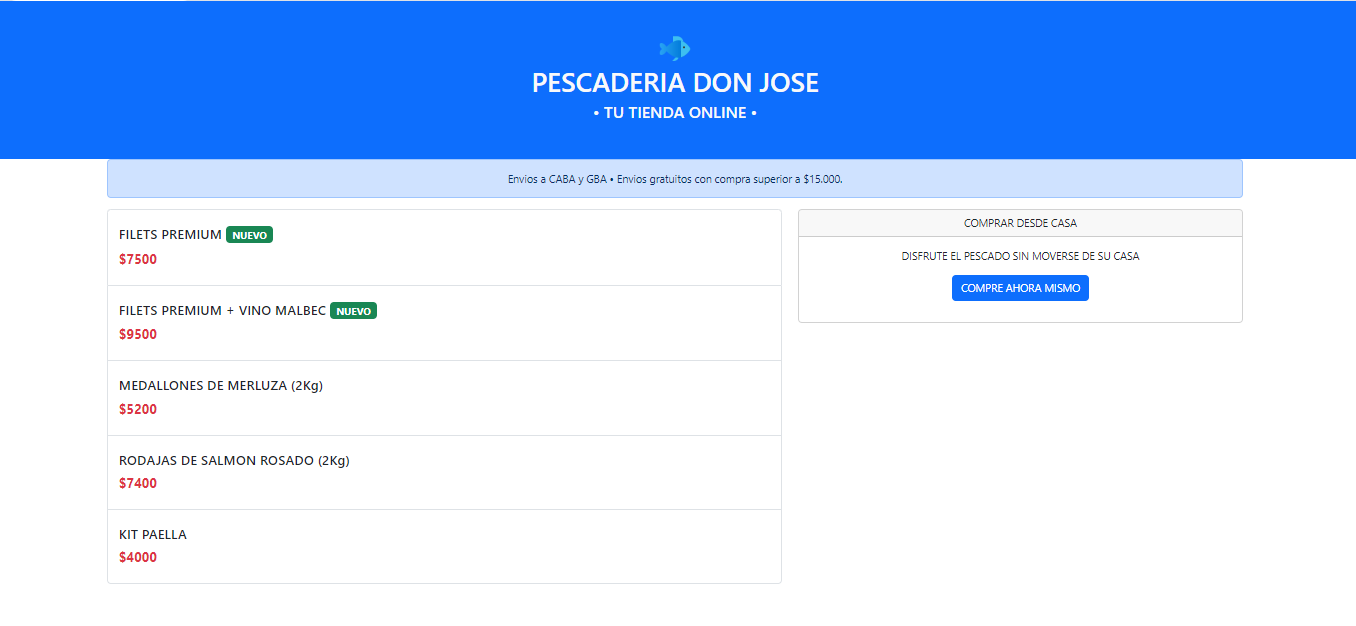 PESCADERIA DON JOSE
• TU TIENDA ONLINE •
Envios a CABA y GBA • Envios gratuitos con compra superior a $15.000.
FILETS PREMIUM NUEVO
$7500
FILETS PREMIUM + VINO MALBEC NUEVO
$9500
MEDALLONES DE MERLUZA (2Kg)
$5200
RODAJAS DE SALMON ROSADO (2Kg)
$7400
KIT PAELLA
$4000
COMPRAR DESDE CASA
DISFRUTE EL PESCADO SIN MOVERSE DE SU CASA
COMPRE AHORA MISMO